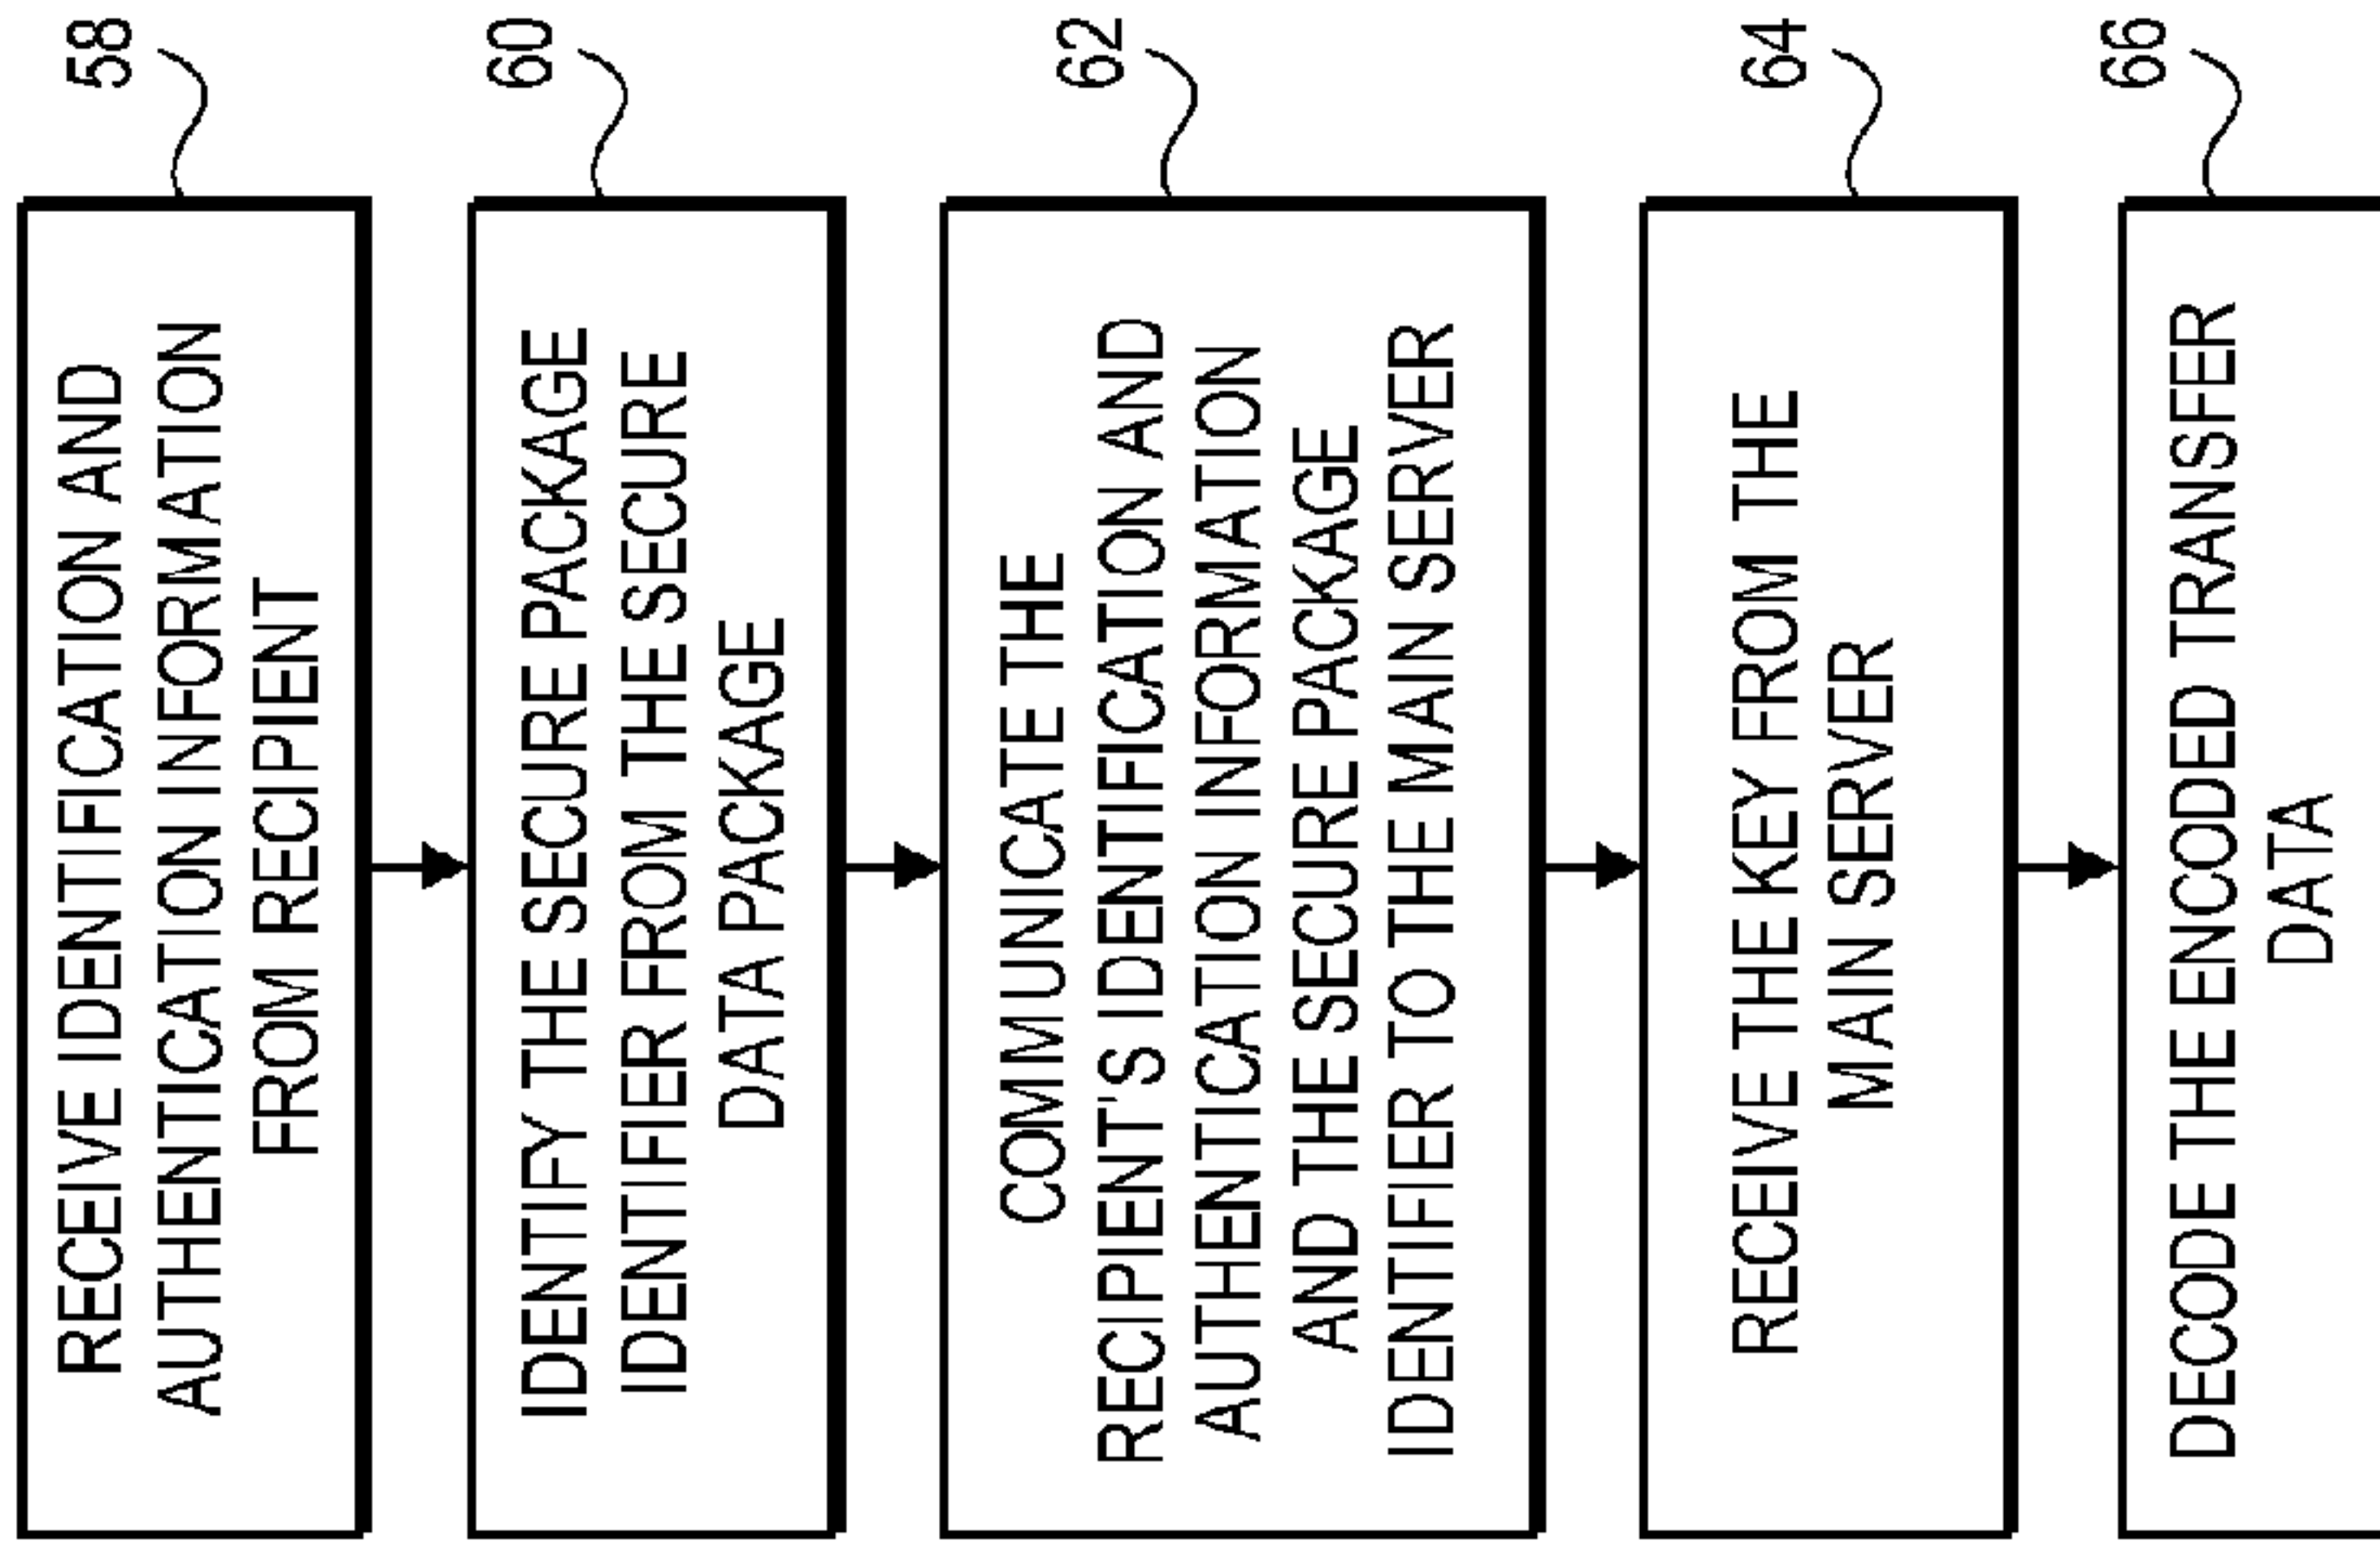 58
RECEIVE IDENTIFICATION AND
AUTHENTICATION INFORMATION
FROM RECIPIENT
60
IDENTIFY THE SECURE PACKAGE
IDENTIFIER FROM THE SECURE
DATA PACKAGE
62
COMMUNICATE THE
RECIPIENT'S IDENTIFICATION AND
AUTHENTICATION INFORMATION
AND THE SECURE PACKAGE
IDENTIFIER TO THE MAIN SERVER
64
RECEIVE THE KEY FROM THE
MAIN SERVER
66
DECODE THE ENCODED TRANSFER
DATA